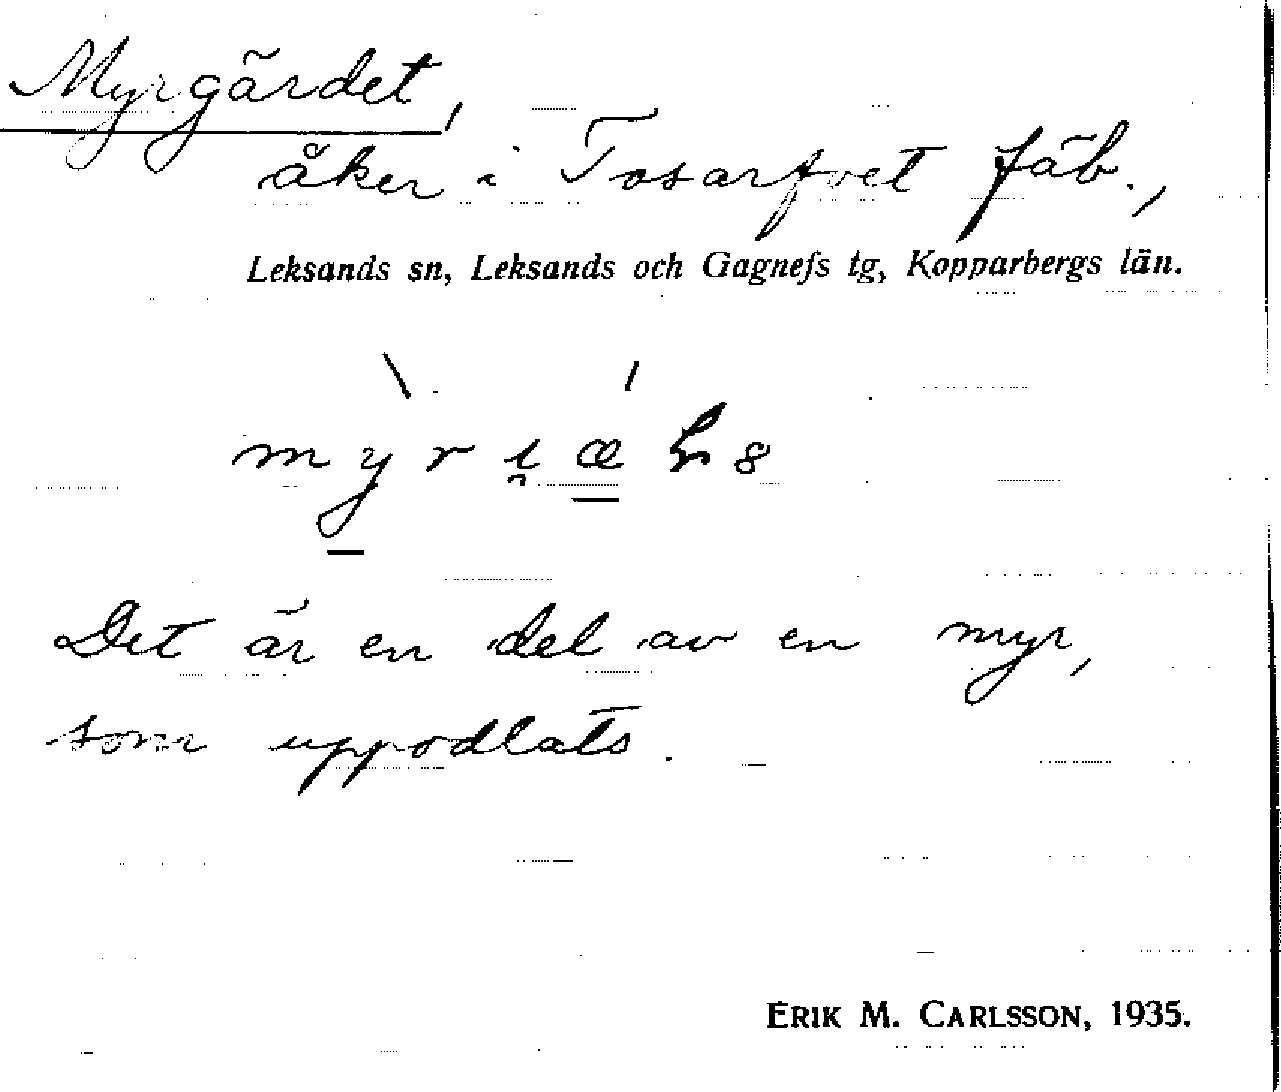 Myrgärdet,
åker i Tosarfvet fäb.,
Leksands sn, Leksands och Gagnefs tg, Kopparbergs län.
Det är en del av en myr,
som uppodlats.
ERIK M. CARLSSON, 1935.